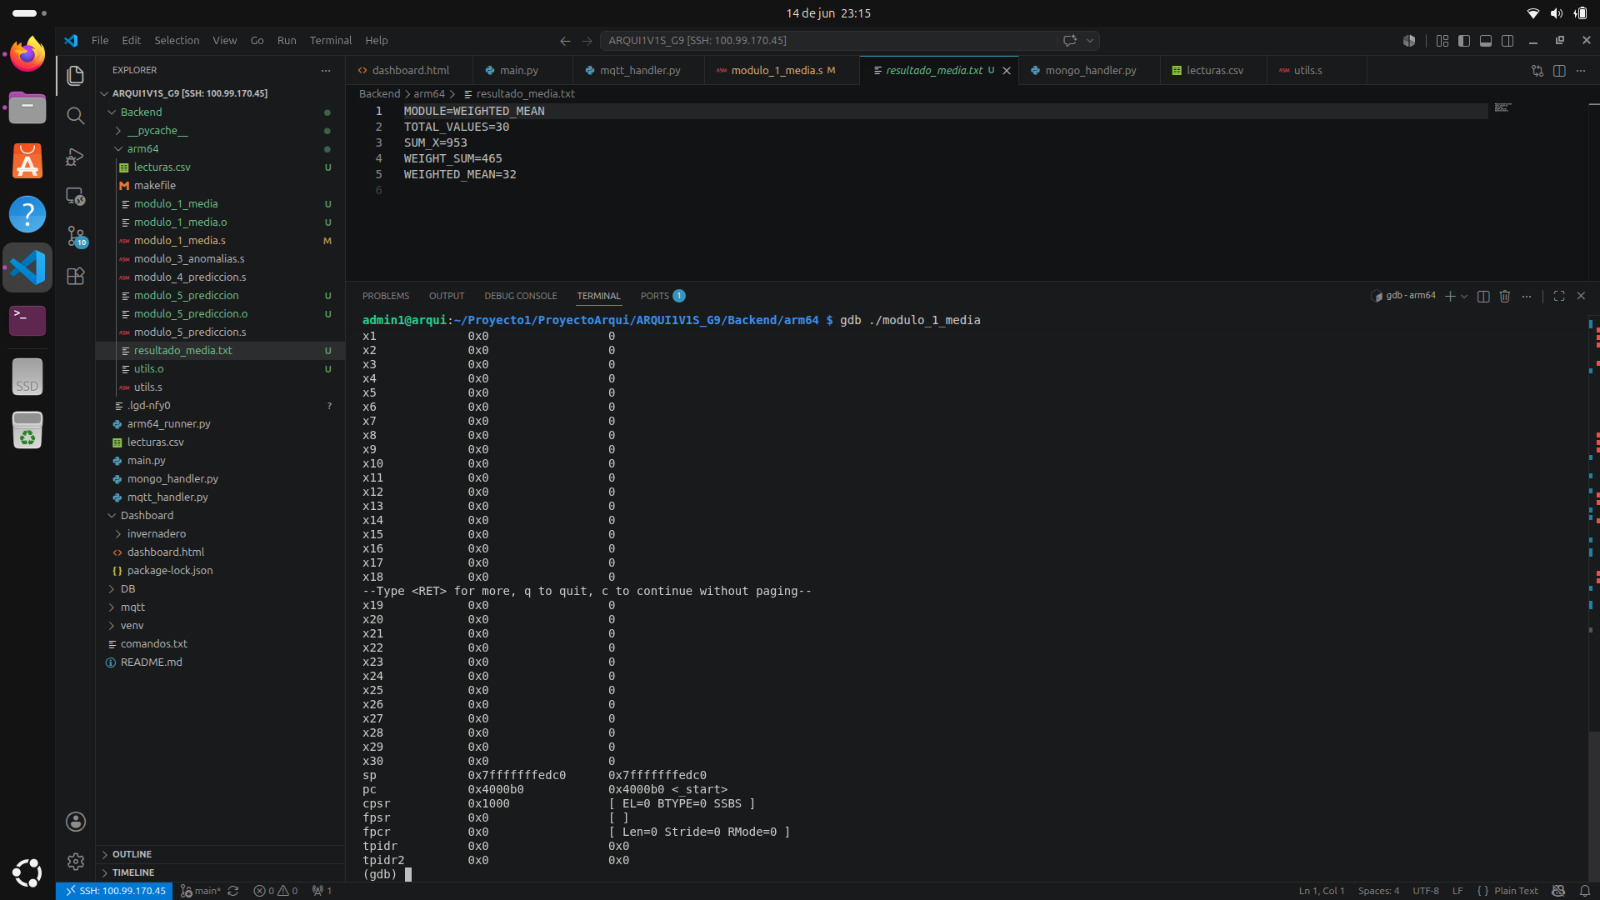 14 de jun 23:15
File Edit Selection View Go Run Terminal Help
ARQUI1V1S_G9 [SSH: 100.99.170.45]
EXPLORER
ARQUI1V1S_G9 [SSH: 100.99.170.45]
Backend
__pycache__
arm64
lecturas.csv U
makefile
modulo_1_media U
modulo_1_media.o U
modulo_1_media.s M
modulo_3_anomalias.s
modulo_4_prediccion.s
modulo_5_prediccion U
modulo_5_prediccion.o U
modulo_5_prediccion.s
resultado_media.txt U
utils.o U
utils.s
.lgd-nfy0 ?
arm64_runner.py
lecturas.csv
main.py
mongo_handler.py
mqtt_handler.py
Dashboard
invernadero
dashboard.html
package-lock.json
DB
mqtt
venv
comandos.txt
README.md
OUTLINE
TIMELINE
SSD
10
dashboard.html main.py mqtt_handler.py modulo_1_media.s M resultado_media.txt U mongo_handler.py lecturas.csv utils.s
Backend > arm64 > resultado_media.txt
1 MODULE=WEIGHTED_MEAN
2 TOTAL_VALUES=30
3 SUM_X=953
4 WEIGHT_SUM=465
5 WEIGHTED_MEAN=32
6
PROBLEMS OUTPUT DEBUG CONSOLE TERMINAL PORTS 1
gdb - arm64
admin1@arqui:~/Proyecto1/ProyectoArqui/ARQUI1V1S_G9/Backend/arm64 $ gdb ./modulo_1_media
x1 0x0 0
x2 0x0 0
x3 0x0 0
x4 0x0 0
x5 0x0 0
x6 0x0 0
x7 0x0 0
x8 0x0 0
x9 0x0 0
x10 0x0 0
x11 0x0 0
x12 0x0 0
x13 0x0 0
x14 0x0 0
x15 0x0 0
x16 0x0 0
x17 0x0 0
x18 0x0 0
--Type <RET> for more, q to quit, c to continue without paging--
x19 0x0 0
x20 0x0 0
x21 0x0 0
x22 0x0 0
x23 0x0 0
x24 0x0 0
x25 0x0 0
x26 0x0 0
x27 0x0 0
x28 0x0 0
x29 0x0 0
x30 0x0 0
sp 0x7fffffffedc0 0x7fffffffedc0
pc 0x4000b0 0x4000b0 <_start>
cpsr 0x1000 [ EL=0 BTYPE=0 SSBS ]
fpsr 0x0 [ ]
fpcr 0x0 [ Len=0 Stride=0 RMode=0 ]
tpidr 0x0 0x0
tpidr2 0x0 0x0
(gdb)
SSH: 100.99.170.45 main* 0 0 1
Ln 1, Col 1 Spaces: 4 UTF-8 LF { } Plain Text